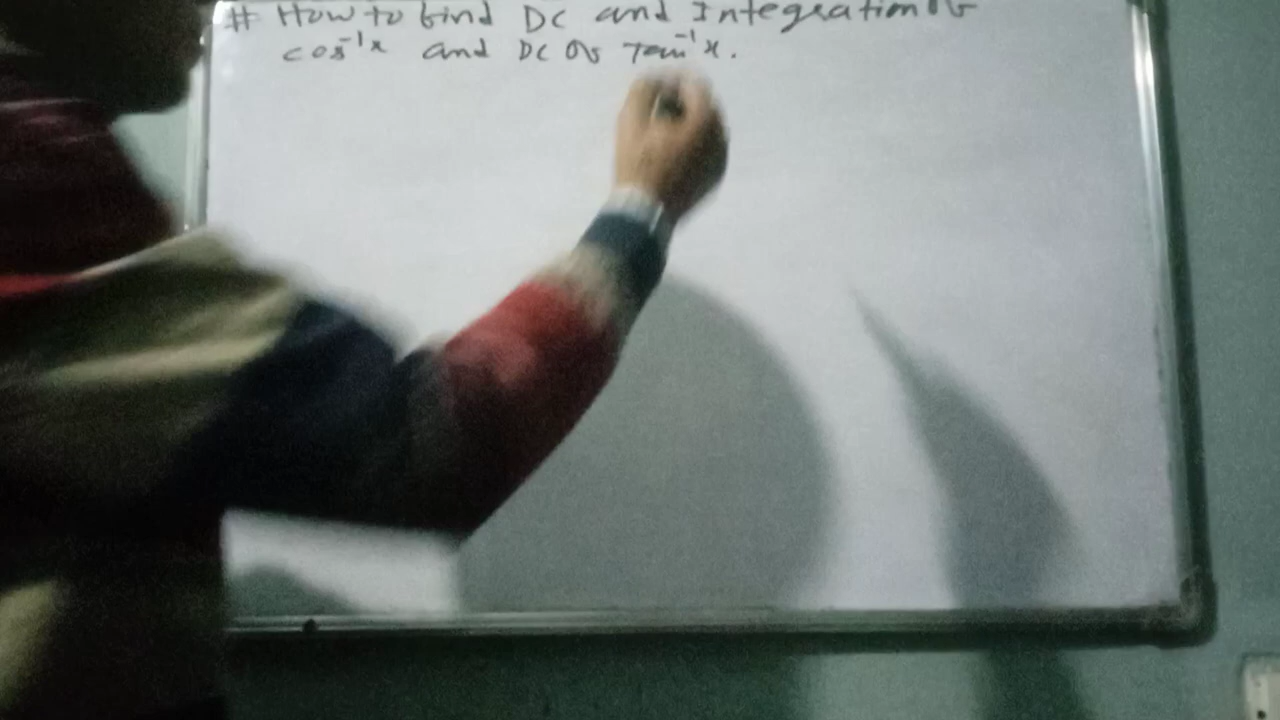 # How to find DC and Integration of
cos⁻¹x and DC of Tan⁻¹x.